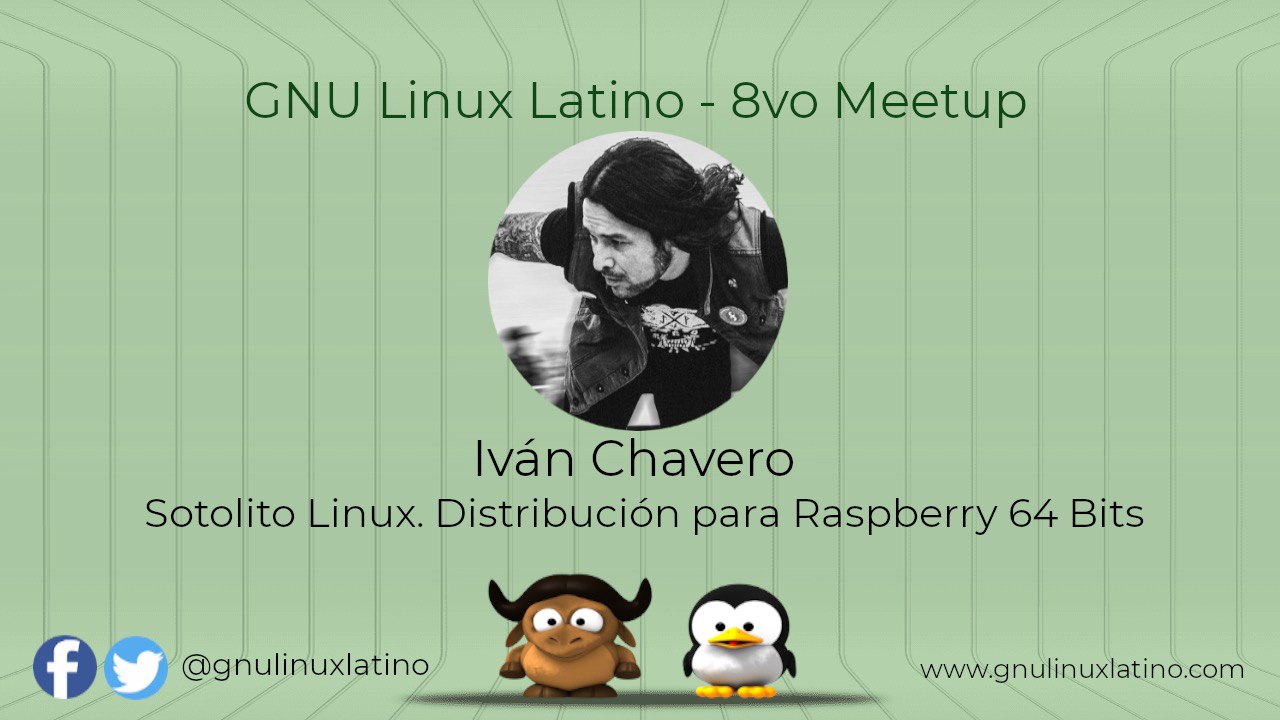 GNU Linux Latino - 8vo Meetup
Iván Chavero
Sotolito Linux. Distribución para Raspberry 64 Bits
@gnulinuxlatino
www.gnulinuxlatino.com